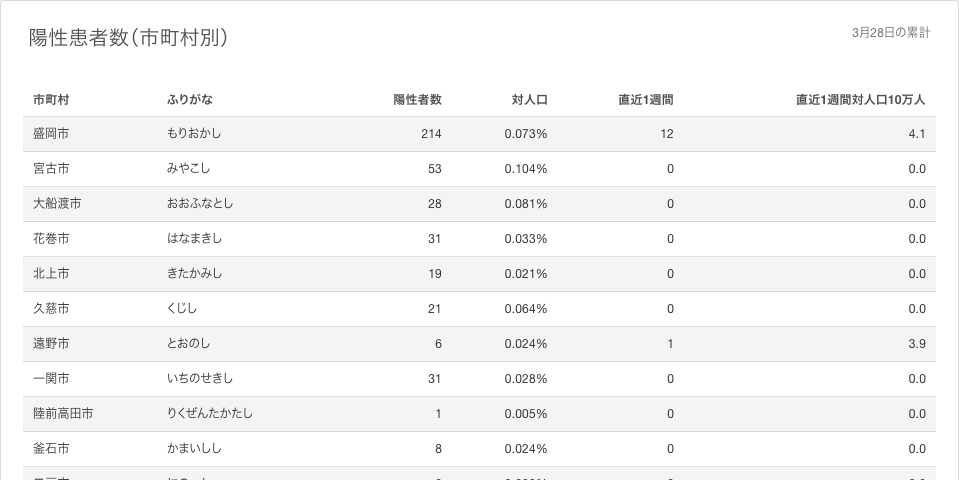 陽性患者数（市町村別）
3月28日の累計
市町村 ふりがな 陽性者数 対人口 直近1週間 直近1週間対人口10万人
盛岡市 もりおかし 214 0.073% 12 4.1
宮古市 みやこし 53 0.104% 0 0.0
大船渡市 おおふなとし 28 0.081% 0 0.0
花巻市 はなまきし 31 0.033% 0 0.0
北上市 きたかみし 19 0.021% 0 0.0
久慈市 くじし 21 0.064% 0 0.0
遠野市 とおのし 6 0.024% 1 3.9
一関市 いちのせきし 31 0.028% 0 0.0
陸前高田市 りくぜんたかたし 1 0.005% 0 0.0
釜石市 かまいしし 8 0.024% 0 0.0